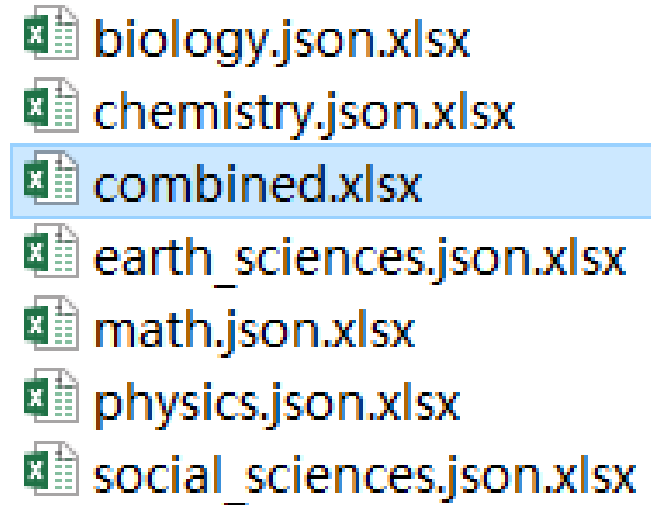 biology.json.xlsx
chemistry.json.xlsx
combined.xlsx
earth_sciences.json.xlsx
math.json.xlsx
physics.json.xlsx
social_sciences.json.xlsx